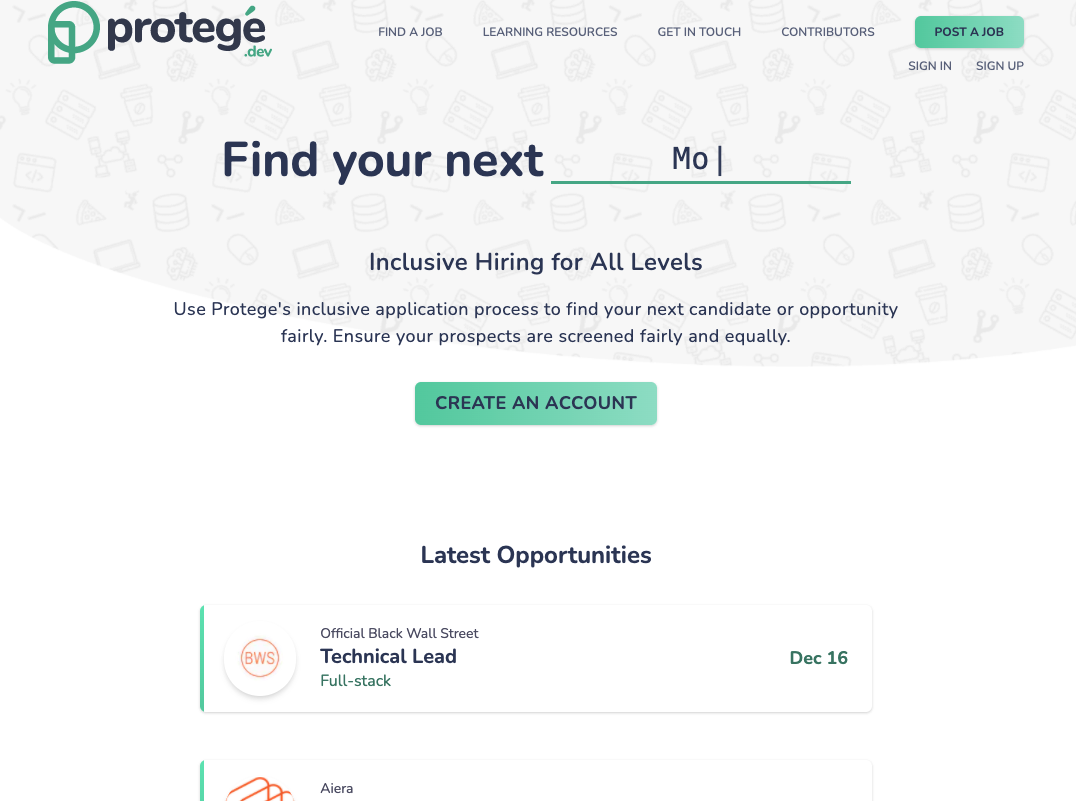 protegé
.dev
FIND A JOB
LEARNING RESOURCES
GET IN TOUCH
CONTRIBUTORS
POST A JOB
SIGN IN
SIGN UP
Find your next Mo|
Inclusive Hiring for All Levels
Use Protege's inclusive application process to find your next candidate or opportunity
fairly. Ensure your prospects are screened fairly and equally.
CREATE AN ACCOUNT
Latest Opportunities
BWS
Official Black Wall Street
Technical Lead
Full-stack
Dec 16
Aiera